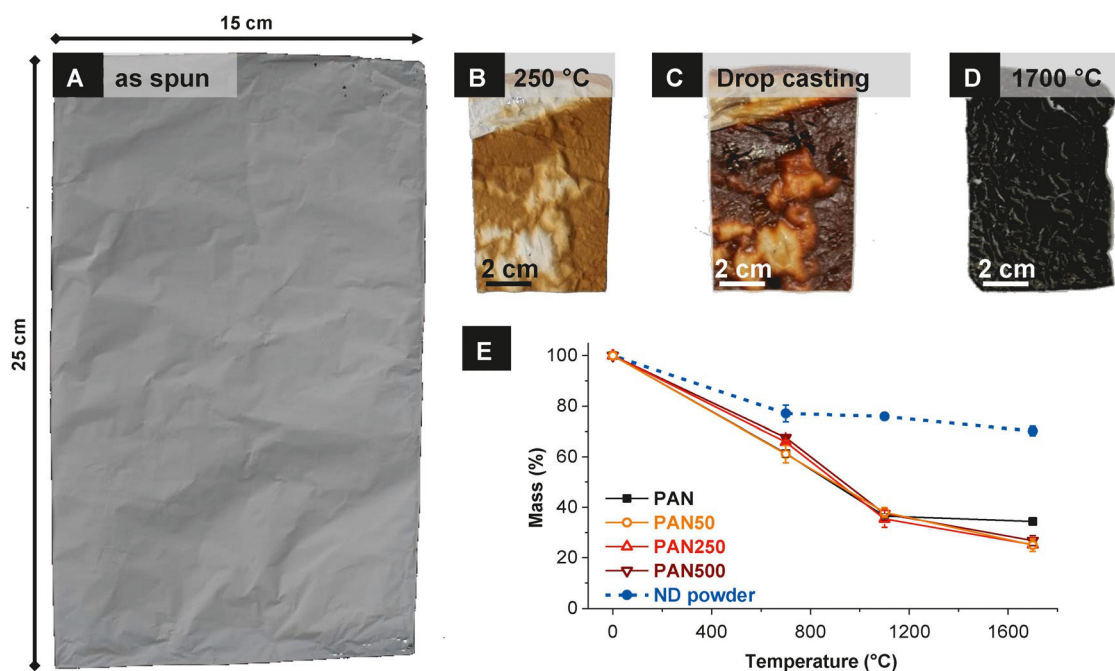 15 cm
25 cm
A as spun
B 250 °C
2 cm
C Drop casting
2 cm
D 1700 °C
2 cm
E
Mass (%)
100
80
60
40
20
0
PAN
PAN50
PAN250
PAN500
ND powder
0 400 800 1200 1600
Temperature (°C)